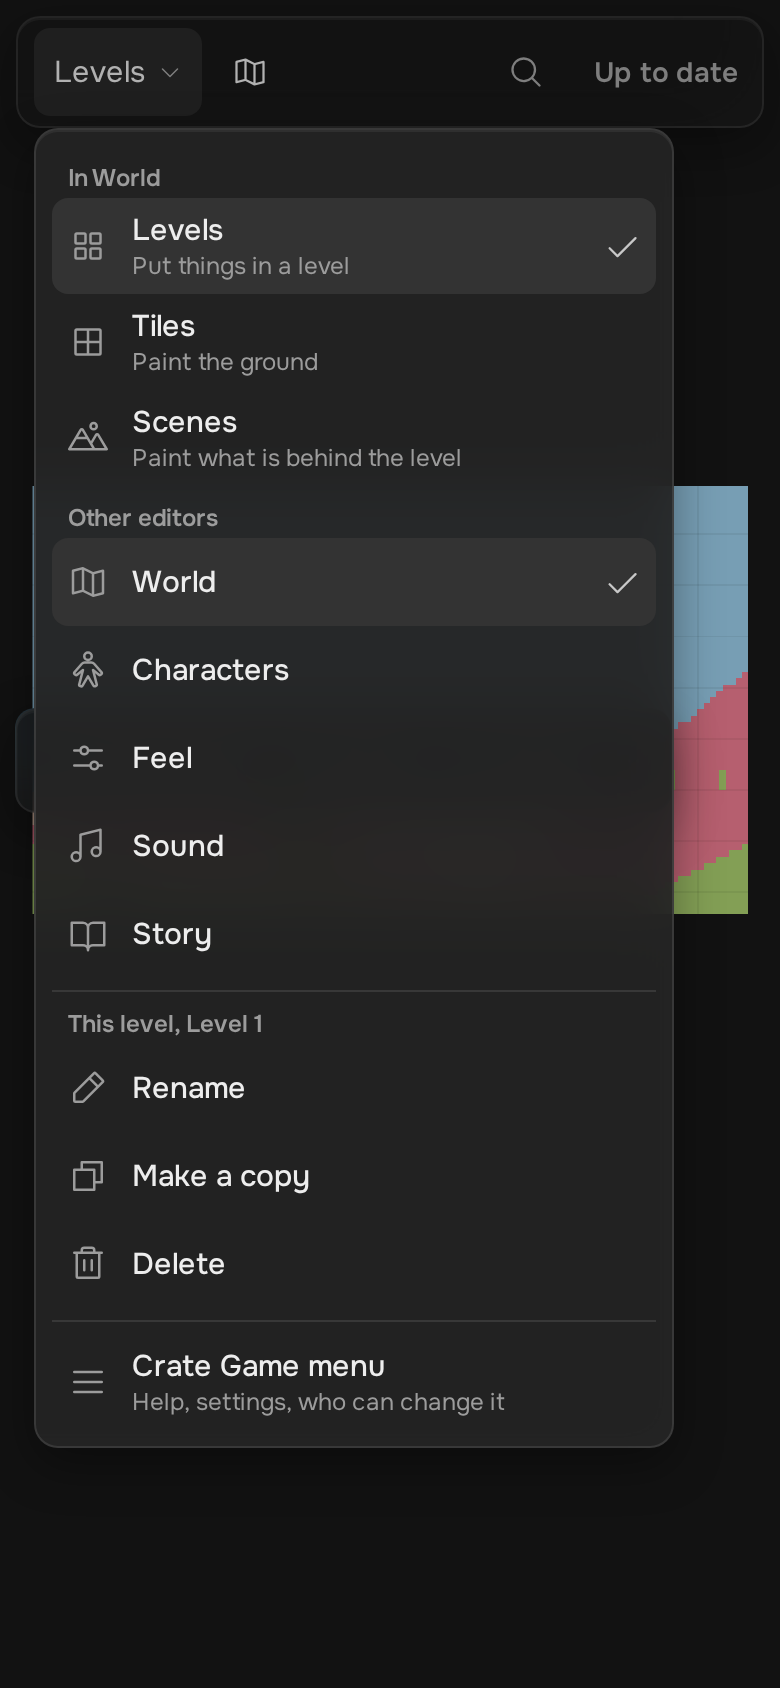 Levels
Up to date
In World
Levels
Put things in a level
Tiles
Paint the ground
Scenes
Paint what is behind the level
Other editors
World
Characters
Feel
Sound
Story
This level, Level 1
Rename
Make a copy
Delete
Crate Game menu
Help, settings, who can change it